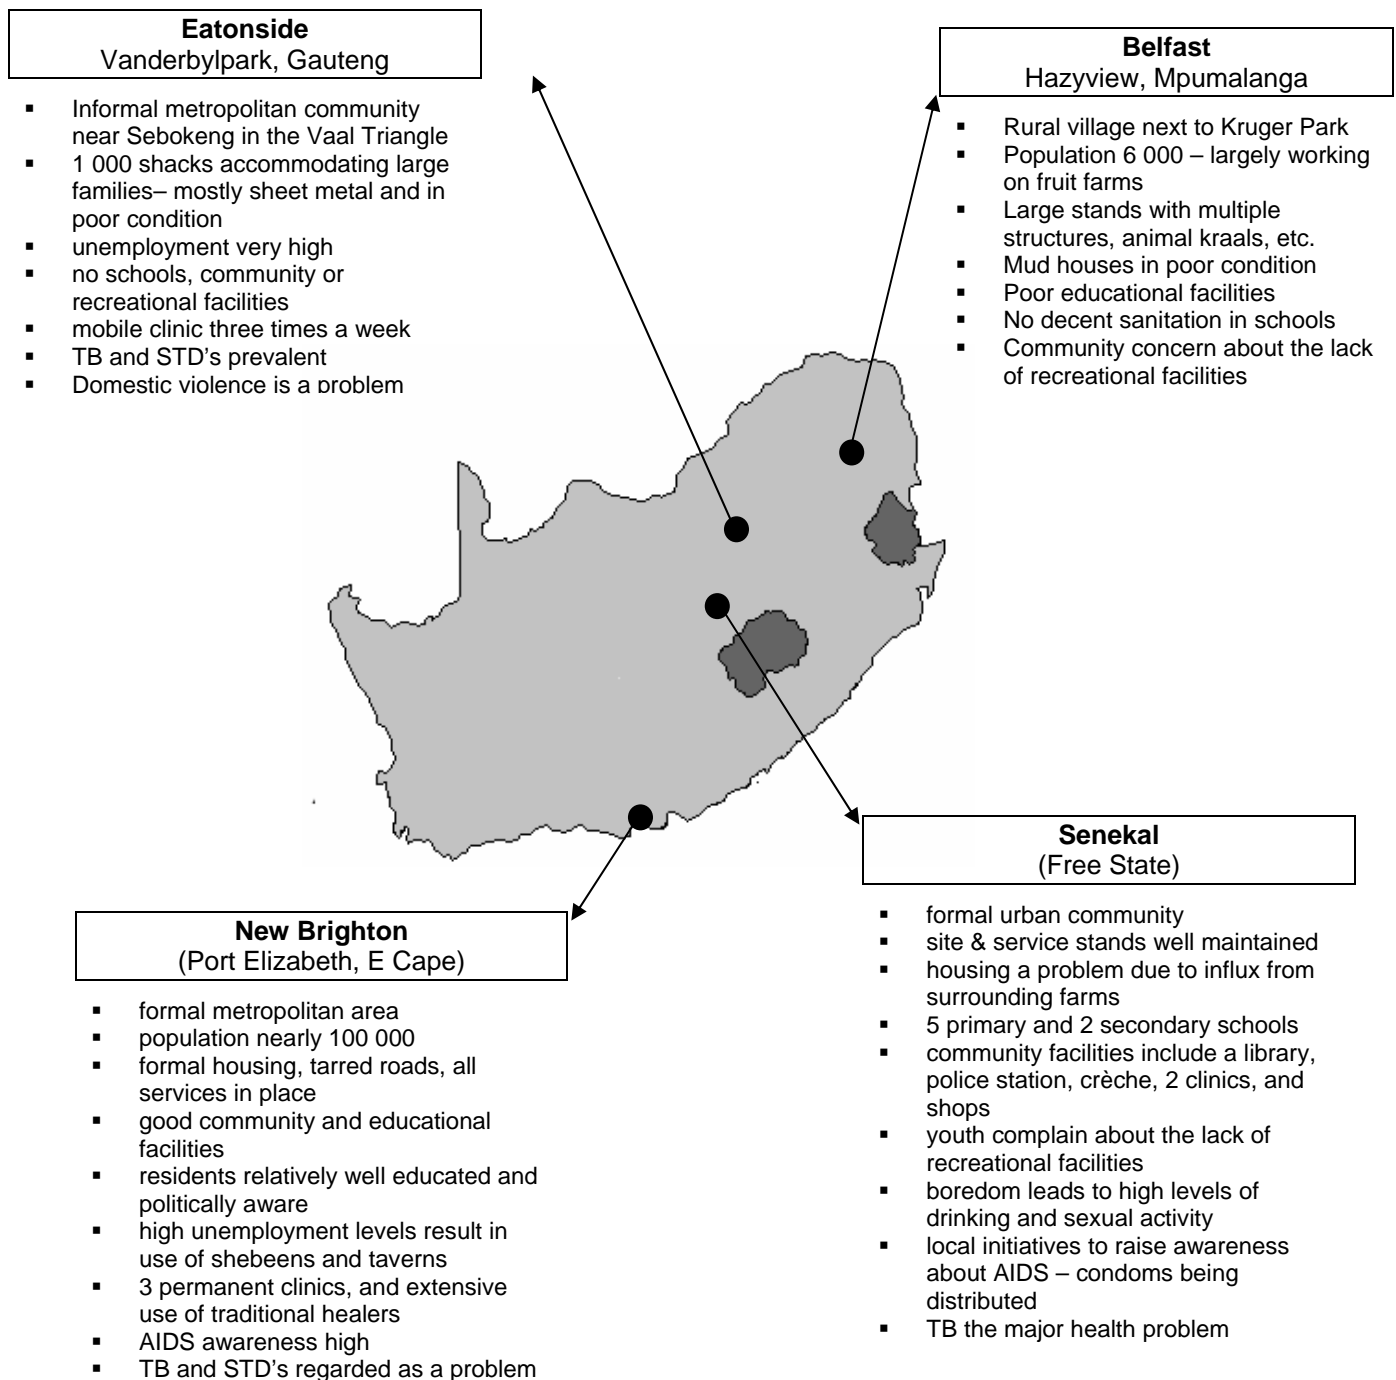 Eatonside
Vanderbylpark, Gauteng
▪ Informal metropolitan community
near Sebokeng in the Vaal Triangle
▪ 1 000 shacks accommodating large
families– mostly sheet metal and in
poor condition
▪ unemployment very high
▪ no schools, community or
recreational facilities
▪ mobile clinic three times a week
▪ TB and STD's prevalent
▪ Domestic violence is a problem
Belfast
Hazyview, Mpumalanga
▪ Rural village next to Kruger Park
▪ Population 6 000 – largely working
on fruit farms
▪ Large stands with multiple
structures, animal kraals, etc.
▪ Mud houses in poor condition
▪ Poor educational facilities
▪ No decent sanitation in schools
▪ Community concern about the lack
of recreational facilities
New Brighton
(Port Elizabeth, E Cape)
▪ formal metropolitan area
▪ population nearly 100 000
▪ formal housing, tarred roads, all
services in place
▪ good community and educational
facilities
▪ residents relatively well educated and
politically aware
▪ high unemployment levels result in
use of shebeens and taverns
▪ 3 permanent clinics, and extensive
use of traditional healers
▪ AIDS awareness high
▪ TB and STD's regarded as a problem
Senekal
(Free State)
▪ formal urban community
▪ site & service stands well maintained
▪ housing a problem due to influx from
surrounding farms
▪ 5 primary and 2 secondary schools
▪ community facilities include a library,
police station, crèche, 2 clinics, and
shops
▪ youth complain about the lack of
recreational facilities
▪ boredom leads to high levels of
drinking and sexual activity
▪ local initiatives to raise awareness
about AIDS – condoms being
distributed
▪ TB the major health problem